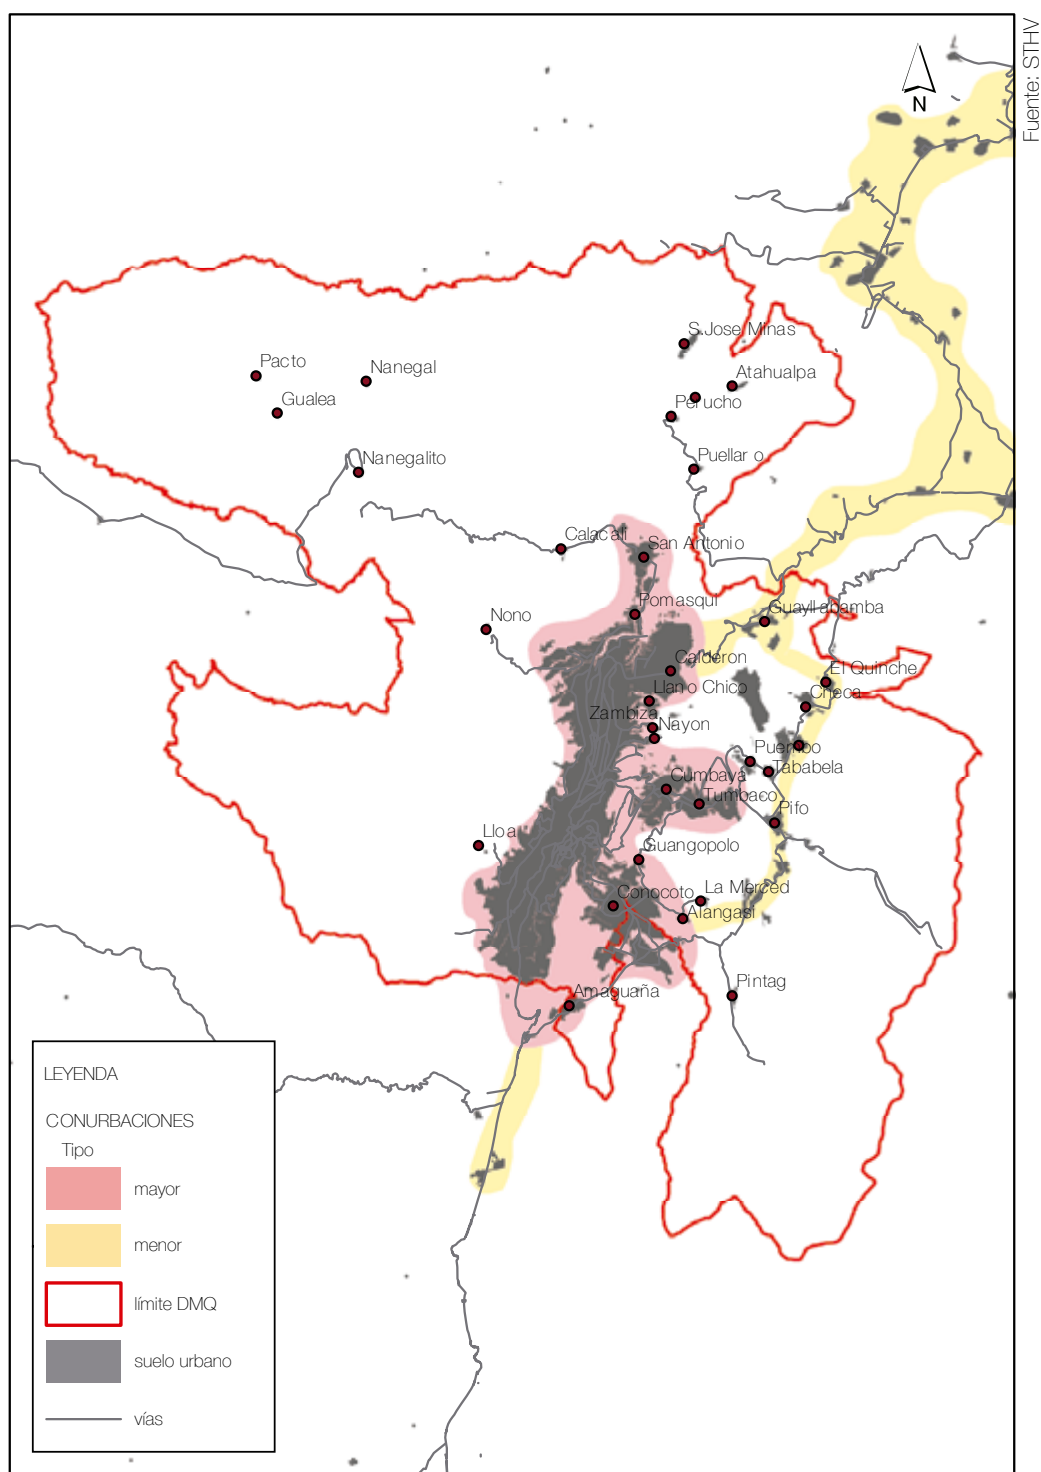 Fuente: STHV
N
S.Jose Minas
Pacto
Nanegal
Atahualpa
Gualea
Perucho
Nanegalito
Puellar o
Calacali
San Antonio
Pomasqui
Guayllabamba
Nono
Calderon
El Quinche
Llano Chico
Checa
Zambiza
Nayon
Puembo
Tababela
Cumbaya
Tumbaco
Pifo
Lloa
Guangopolo
La Merced
Conocoto
Alangasi
Pintag
Amaguaña
LEYENDA
CONURBACIONES
Tipo
mayor
menor
límite DMQ
suelo urbano
vías